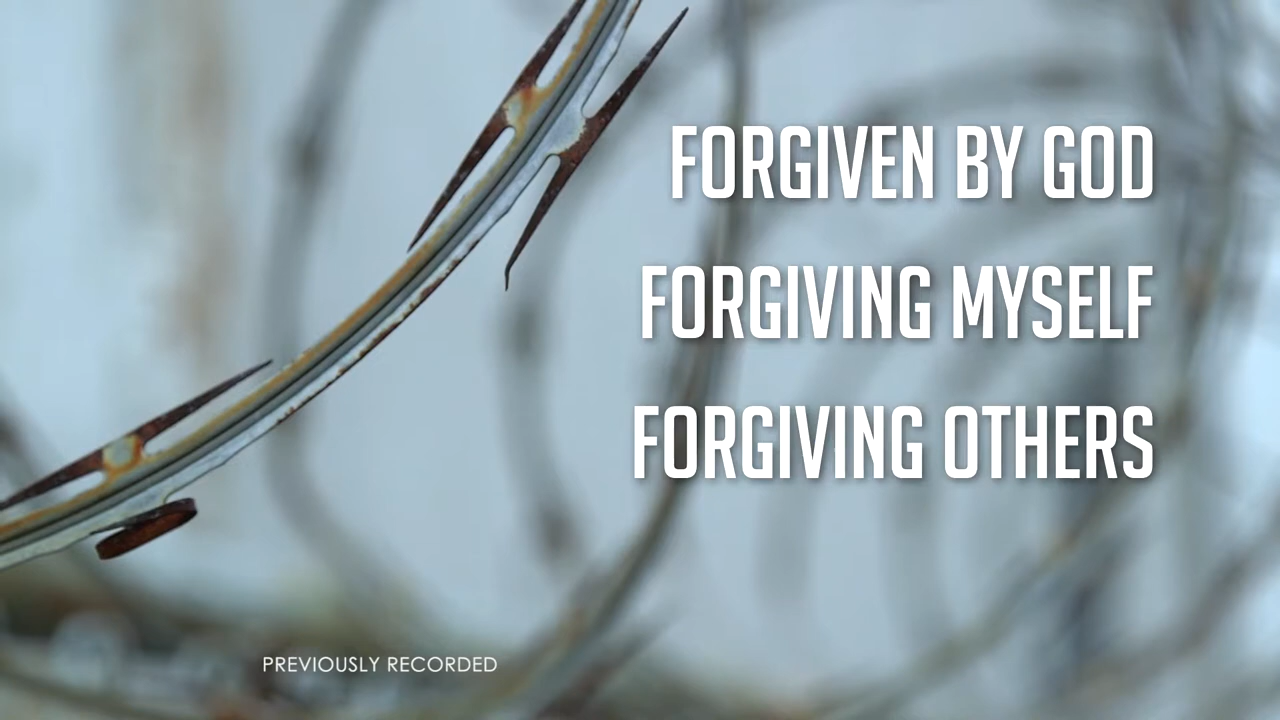 FORGIVEN BY GOD
FORGIVING MYSELF
FORGIVING OTHERS
PREVIOUSLY RECORDED